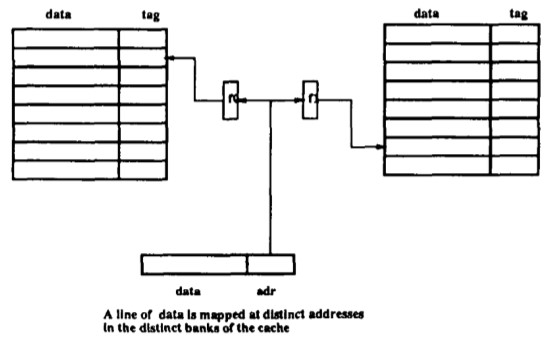 data tag
data tag
f0 f1
data adr
A line of data is mapped at distinct addresses
in the distinct banks of the cache